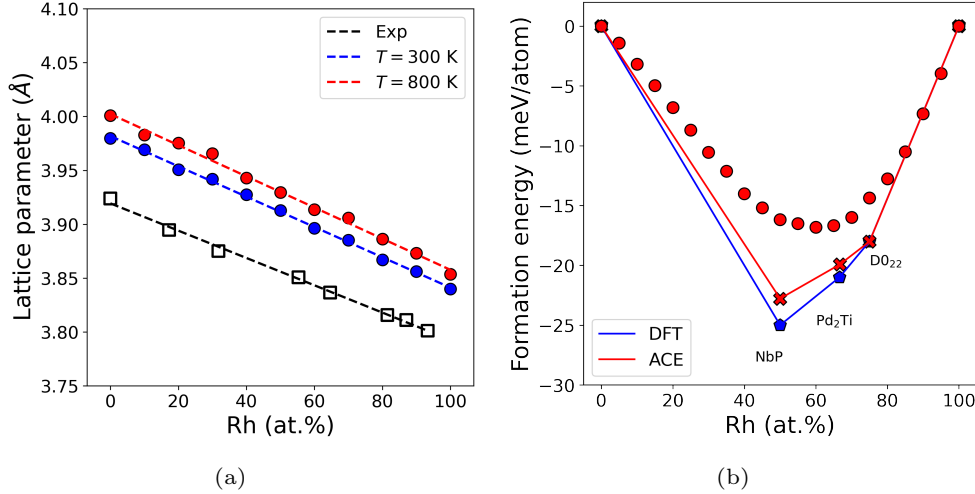 4.10
4.05
4.00
3.95
3.90
3.85
3.80
3.75
Lattice parameter (Å)
0 20 40 60 80 100
Rh (at.%)
Exp
T = 300 K
T = 800 K
(a)
0
−5
−10
−15
−20
−25
−30
Formation energy (meV/atom)
D0₂₂
Pd₂Ti
NbP
DFT
ACE
0 20 40 60 80 100
Rh (at.%)
(b)